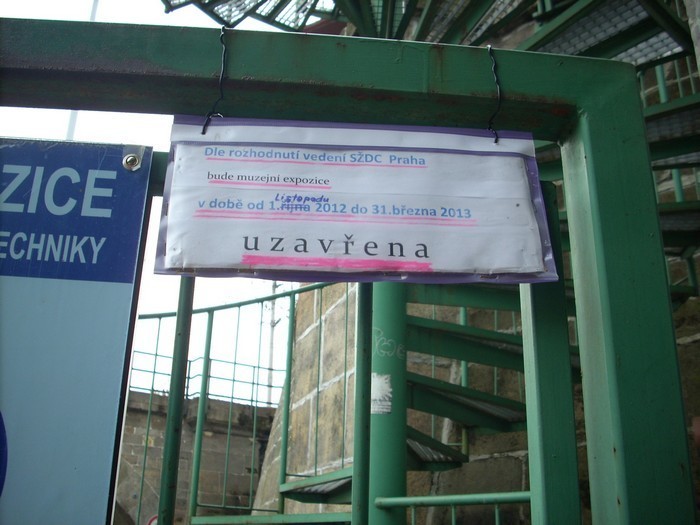 ZICE
ECHNIKY
Dle rozhodnutí vedení SŽDC Praha
bude muzejní expozice
Listopadu
v době od 1.října 2012 do 31.března 2013
uzavřena